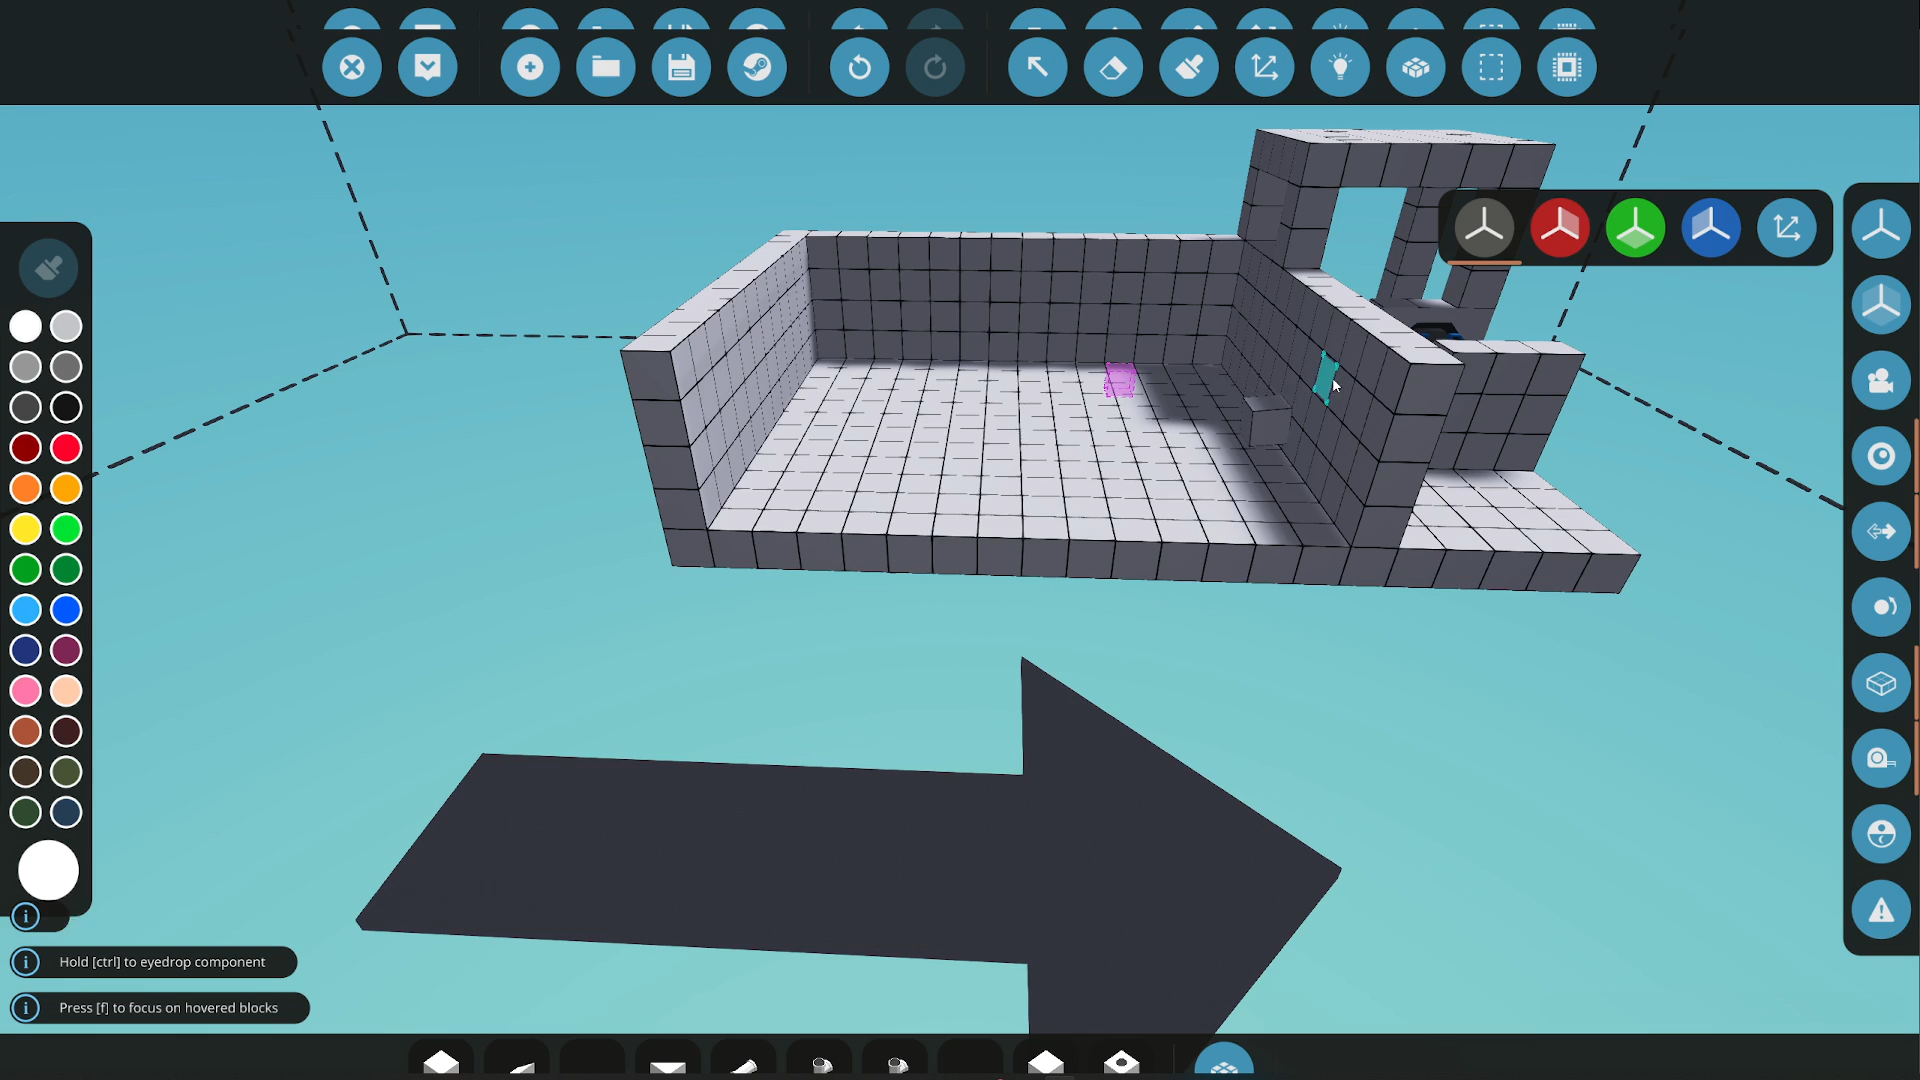 Hold [ctrl] to eyedrop component
Press [f] to focus on hovered blocks